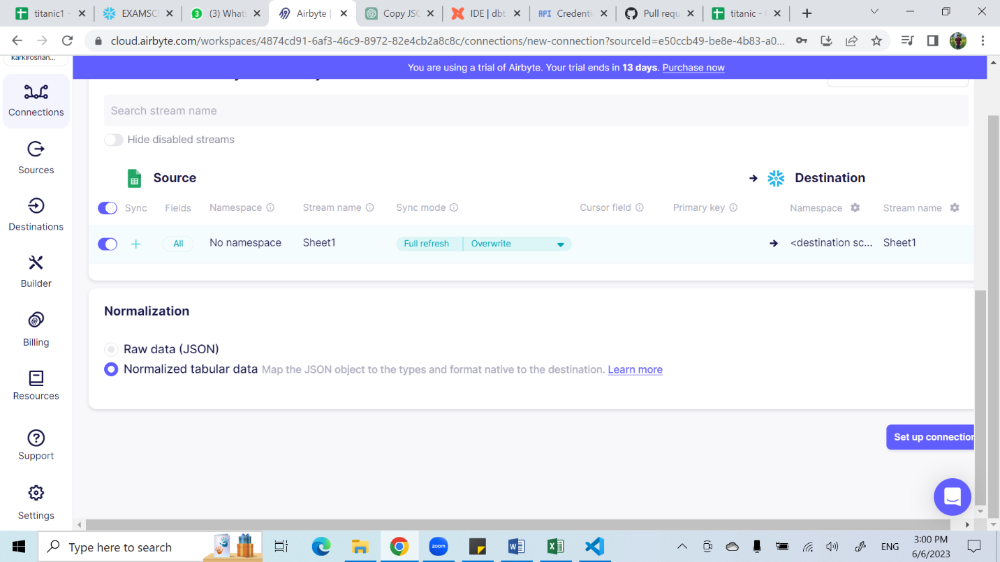 titanic1 -
EXAMSCH
(3) Whats
Airbyte |
Copy JSO
IDE | dbt
API Credenti
Pull requ
titanic - G
cloud.airbyte.com/workspaces/4874cd91-6af3-46c9-8972-82e4cb2a8c8c/connections/new-connection?sourceId=e50ccb49-be8e-4b83-a0...
karkiroshan...
You are using a trial of Airbyte. Your trial ends in 13 days. Purchase now
Connections
Sources
Destinations
Builder
Billing
Resources
Support
Settings
Search stream name
Hide disabled streams
Source
Destination
Sync Fields Namespace Stream name Sync mode Cursor field Primary key Namespace Stream name
All No namespace Sheet1 Full refresh Overwrite <destination sc... Sheet1
Normalization
Raw data (JSON)
Normalized tabular data Map the JSON object to the types and format native to the destination. Learn more
Set up connection
Type here to search
zoom
ENG
3:00 PM
6/6/2023